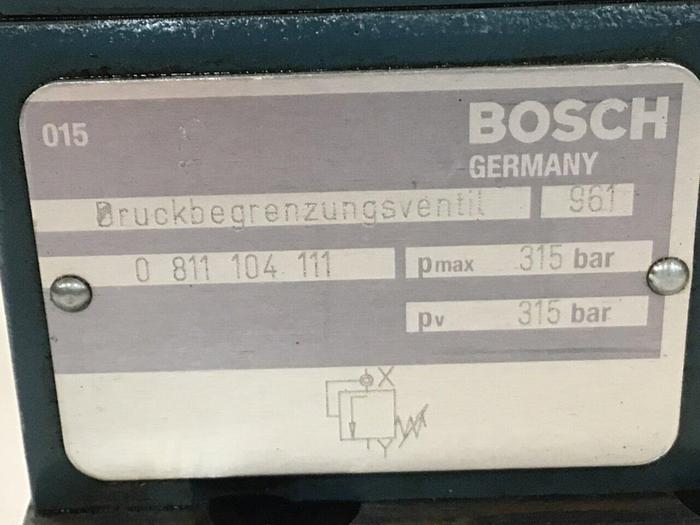 015
BOSCH
GERMANY
Druckbegrenzungsventil 961
0 811 104 111 pmax 315 bar
pv 315 bar
X
Y